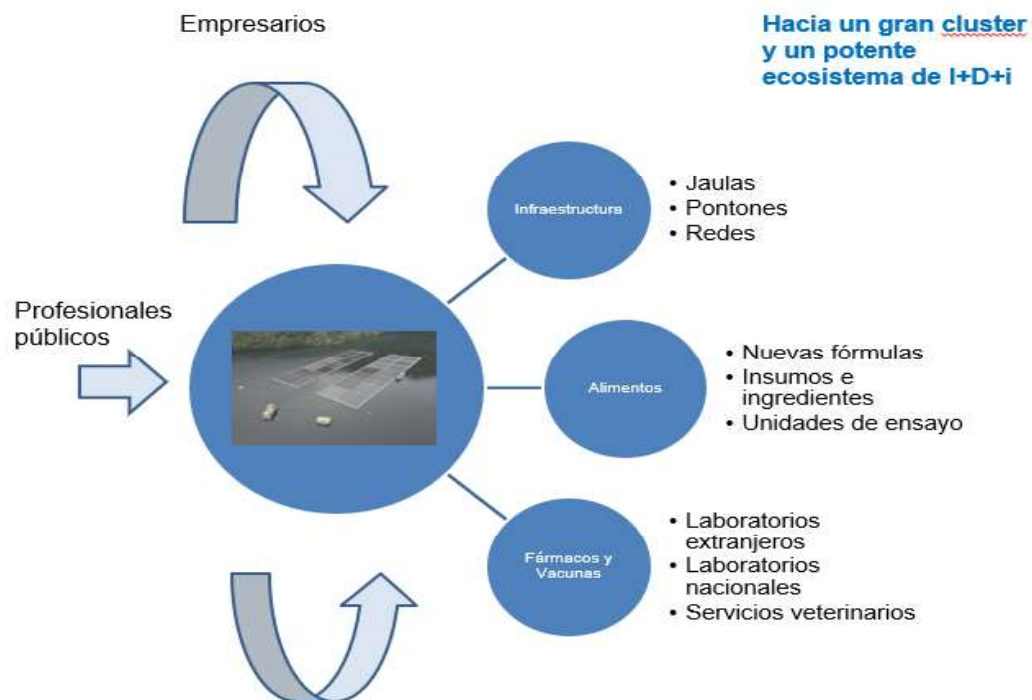 Empresarios
Hacia un gran cluster
y un potente
ecosistema de I+D+i
Infraestructura
• Jaulas
• Pontones
• Redes
Profesionales
públicos
Alimentos
• Nuevas fórmulas
• Insumos e
ingredientes
• Unidades de ensayo
Fármacos y
Vacunas
• Laboratorios
extranjeros
• Laboratorios
nacionales
• Servicios veterinarios